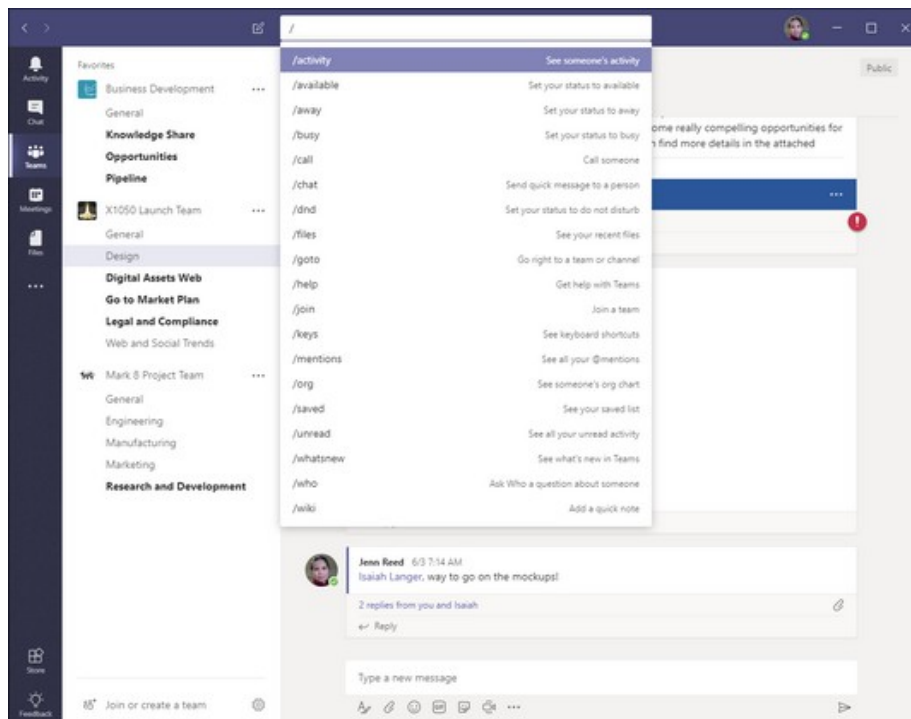 /
Activity
Chat
Teams
Meetings
Files
Store
Feedback
Favorites
Business Development
General
Knowledge Share
Opportunities
Pipeline
X1050 Launch Team
General
Design
Digital Assets Web
Go to Market Plan
Legal and Compliance
Web and Social Trends
Mark 8 Project Team
General
Engineering
Manufacturing
Marketing
Research and Development
Join or create a team
/activity See someone's activity
/available Set your status to available
/away Set your status to away
/busy Set your status to busy
/call Call someone
/chat Send quick message to a person
/dnd Set your status to do not disturb
/files See your recent files
/goto Go right to a team or channel
/help Get help with Teams
/join Join a team
/keys See keyboard shortcuts
/mentions See all your @mentions
/org See someone's org chart
/saved See your saved list
/unread See all your unread activity
/whatsnew See what's new in Teams
/who Ask Who a question about someone
/wiki Add a quick note
Public
ome really compelling opportunities for
find more details in the attached
Jenn Reed 6/3 7:14 AM
Isaiah Langer, way to go on the mockups!
2 replies from you and Isaiah
Reply
Type a new message
GIF